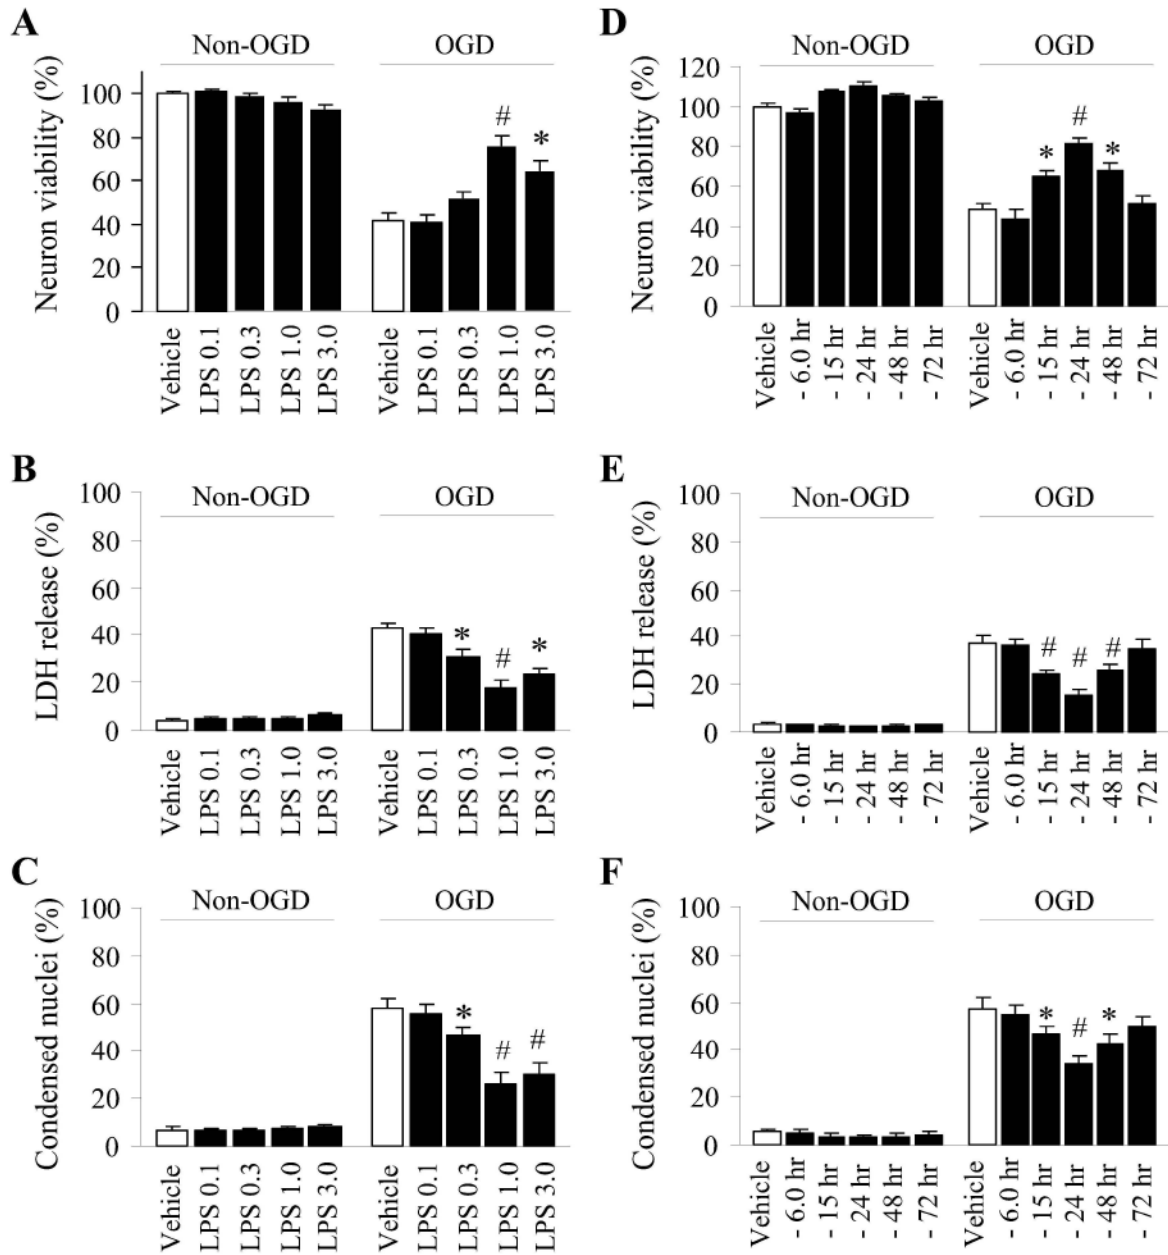 A
Non-OGD OGD
Neuron viability (%)
100
80
60
40
20
0
# *
Vehicle LPS 0.1 LPS 0.3 LPS 1.0 LPS 3.0 Vehicle LPS 0.1 LPS 0.3 LPS 1.0 LPS 3.0
D
Non-OGD OGD
Neuron viability (%)
120
100
80
60
40
20
0
* # *
Vehicle - 6.0 hr - 15 hr - 24 hr - 48 hr - 72 hr Vehicle - 6.0 hr - 15 hr - 24 hr - 48 hr - 72 hr
B
Non-OGD OGD
LDH release (%)
100
80
60
40
20
0
* # *
Vehicle LPS 0.1 LPS 0.3 LPS 1.0 LPS 3.0 Vehicle LPS 0.1 LPS 0.3 LPS 1.0 LPS 3.0
E
Non-OGD OGD
LDH release (%)
100
80
60
40
20
0
# # #
Vehicle - 6.0 hr - 15 hr - 24 hr - 48 hr - 72 hr Vehicle - 6.0 hr - 15 hr - 24 hr - 48 hr - 72 hr
C
Non-OGD OGD
Condensed nuclei (%)
100
80
60
40
20
0
* # #
Vehicle LPS 0.1 LPS 0.3 LPS 1.0 LPS 3.0 Vehicle LPS 0.1 LPS 0.3 LPS 1.0 LPS 3.0
F
Non-OGD OGD
Condensed nuclei (%)
100
80
60
40
20
0
* # *
Vehicle - 6.0 hr - 15 hr - 24 hr - 48 hr - 72 hr Vehicle - 6.0 hr - 15 hr - 24 hr - 48 hr - 72 hr